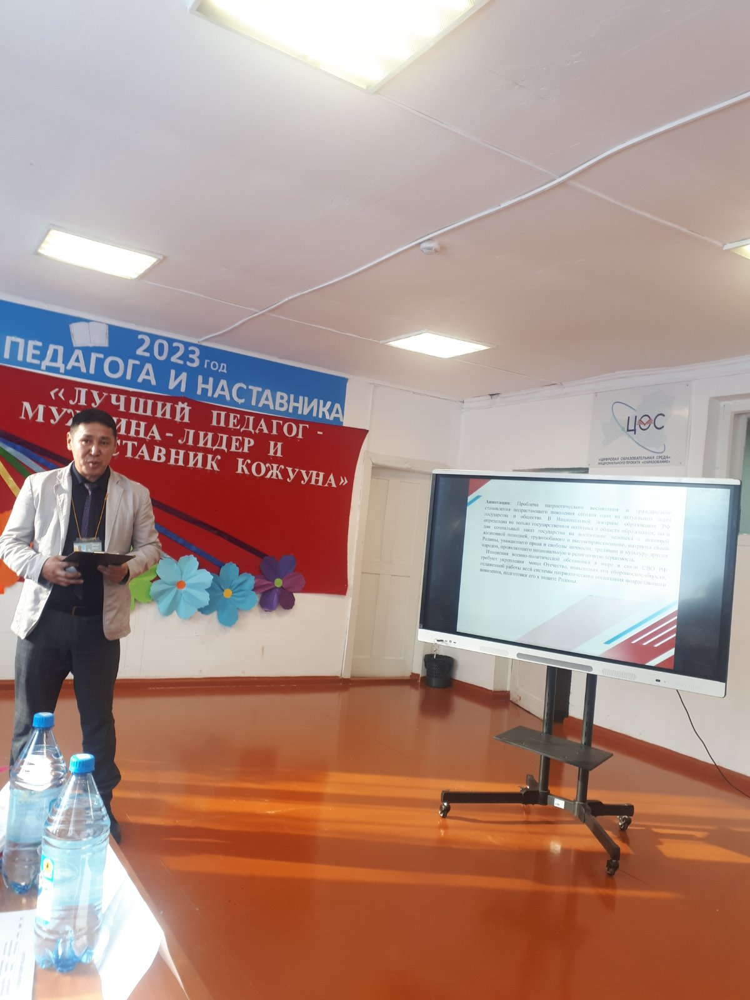 2023 ГОД
ПЕДАГОГА И НАСТАВНИКА
«ЛУЧШИЙ ПЕДАГОГ -
МУЖ ИНА - ЛИДЕР И
СТАВНИК КОЖУУНА»
ЦОС
«ЦИФРОВАЯ ОБРАЗОВАТЕЛЬНАЯ СРЕДА»
НАЦИОНАЛЬНОГО ПРОЕКТА «ОБРАЗОВАНИЕ»
Аннотация: Проблема патриотического воспитания и гражданского
становления подрастающего поколения сегодня одна из актуальных задач
государства и общества. В Национальной доктрине образования РФ
определена не только государственная политика в области образования, но и
дан социальный заказ государства на воспитание человека с активной
жизненной позицией, трудолюбивого и высоконравственного, патриота своей
Родины, уважающего права и свободы личности, традиции и культуру других
народов, проявляющего национальную и религиозную терпимость.
Изменения военно-политической обстановки в мире в связи СВО РФ
требуют укрепления мощи Отечества, повышения его обороноспособности,
отлаженной работы всей системы патриотического воспитания подрастающего
поколения, подготовки его к защите Родины.